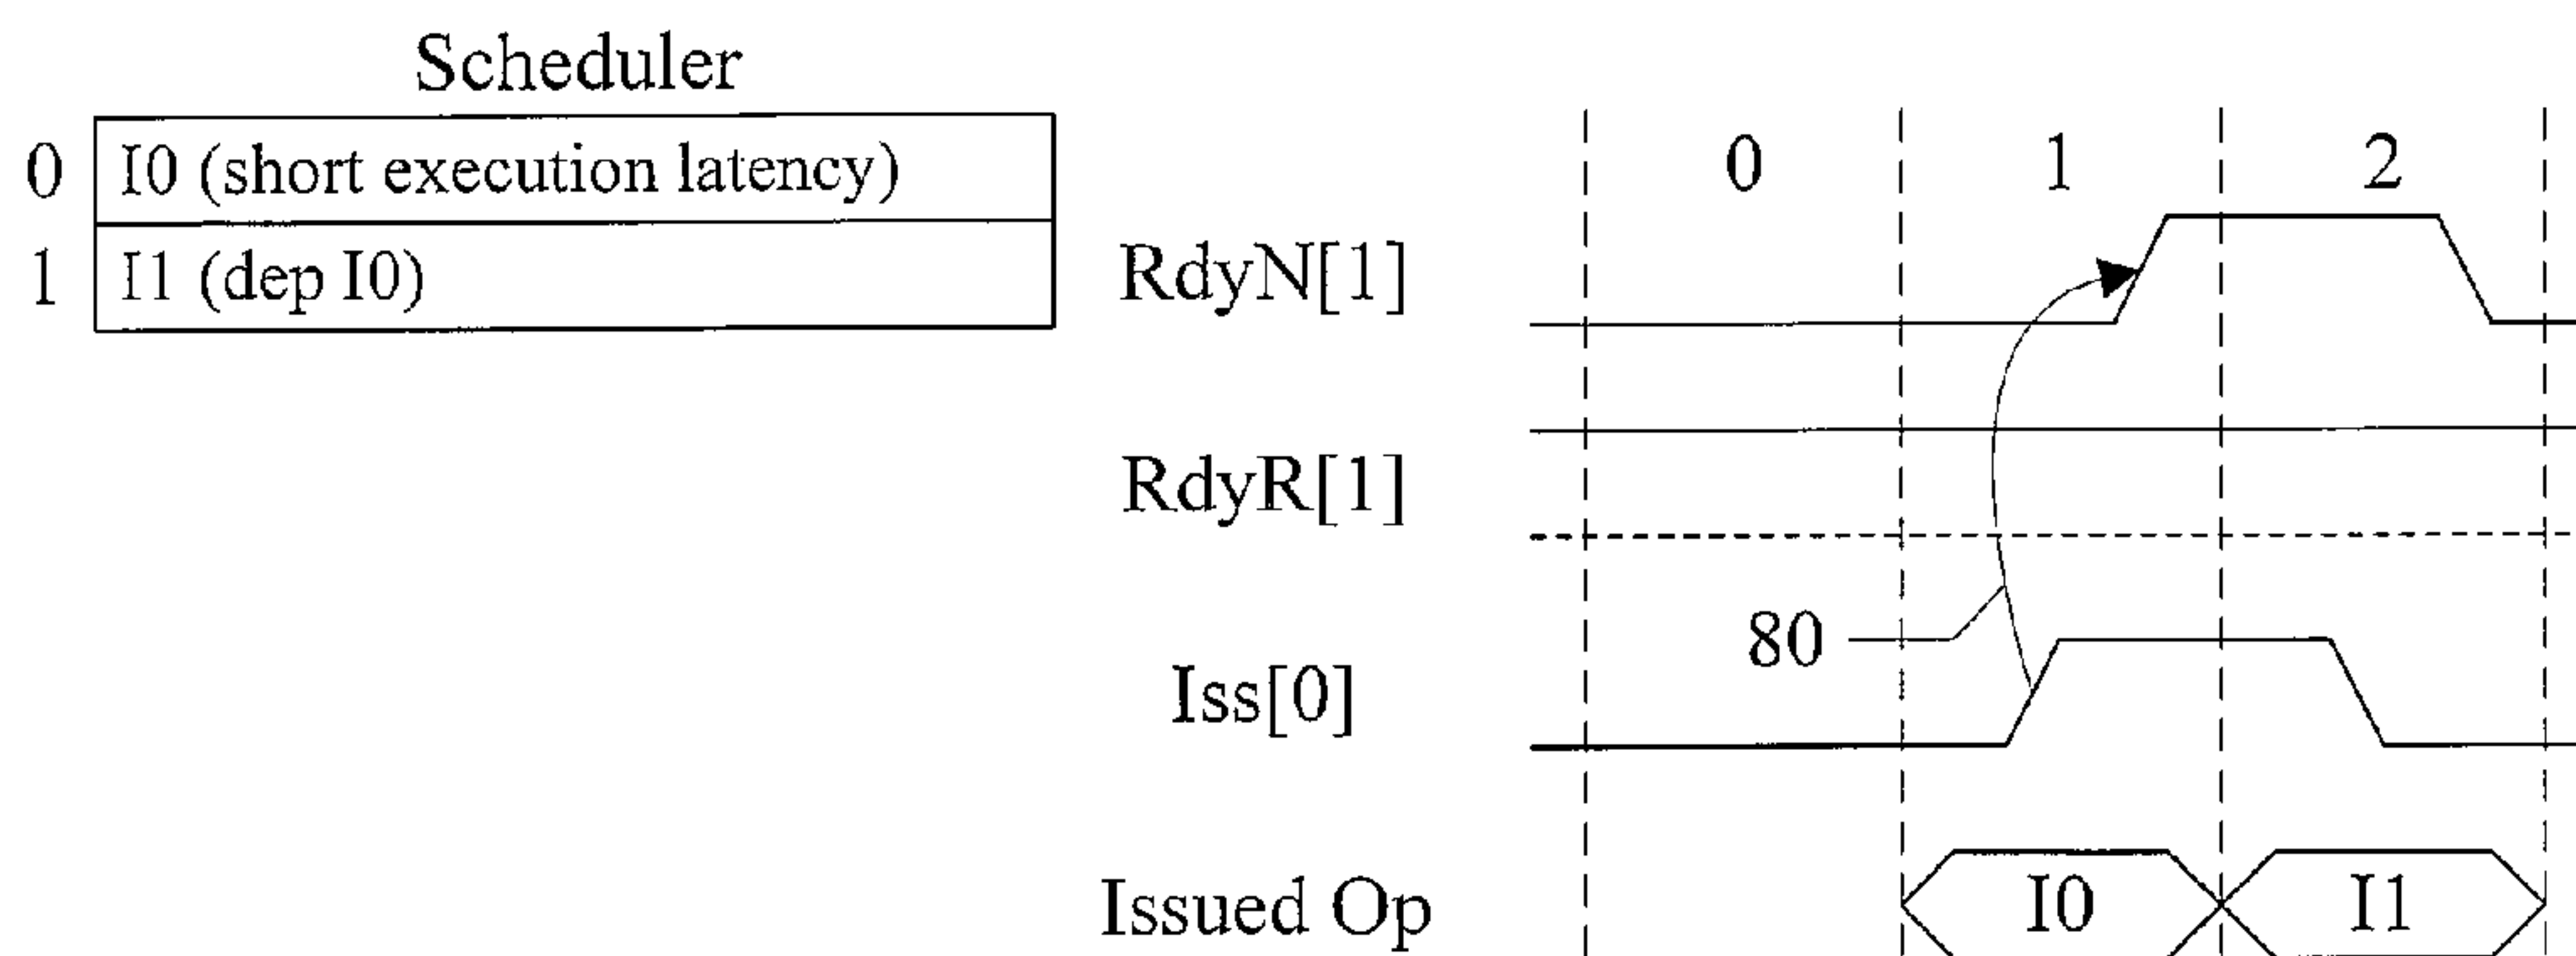 Scheduler
0 I0 (short execution latency)
1 I1 (dep I0)
0 1 2
RdyN[1]
RdyR[1]
80
Iss[0]
Issued Op I0 I1